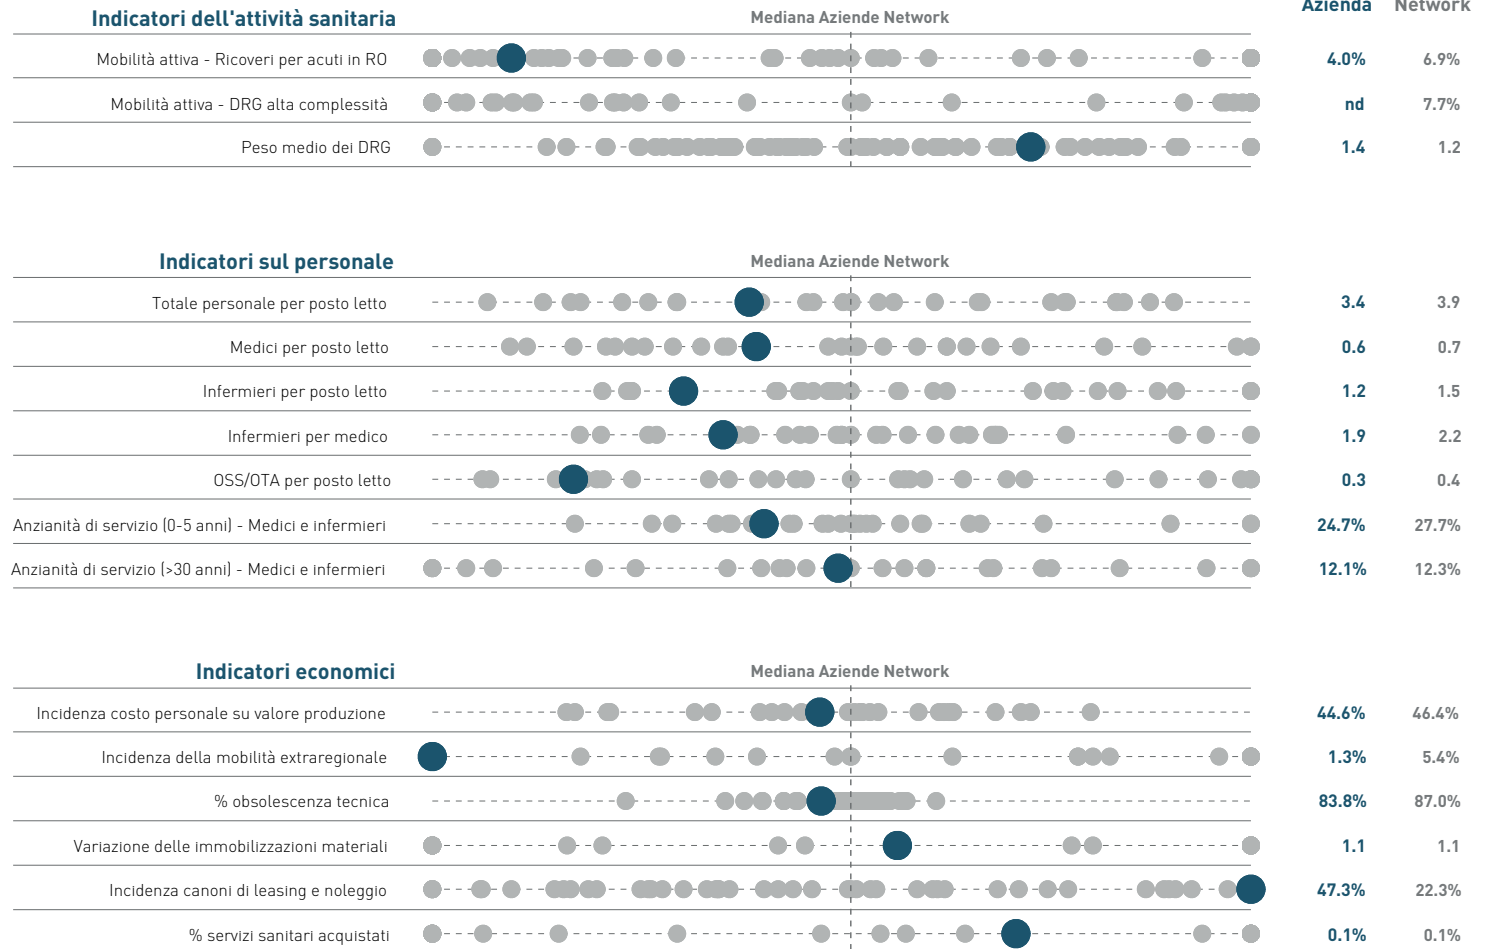 Azienda Network
Indicatori dell'attività sanitaria Mediana Aziende Network
Mobilità attiva - Ricoveri per acuti in RO 4.0% 6.9%
Mobilità attiva - DRG alta complessità nd 7.7%
Peso medio dei DRG 1.4 1.2
Indicatori sul personale Mediana Aziende Network
Totale personale per posto letto 3.4 3.9
Medici per posto letto 0.6 0.7
Infermieri per posto letto 1.2 1.5
Infermieri per medico 1.9 2.2
OSS/OTA per posto letto 0.3 0.4
Anzianità di servizio (0-5 anni) - Medici e infermieri 24.7% 27.7%
Anzianità di servizio (>30 anni) - Medici e infermieri 12.1% 12.3%
Indicatori economici Mediana Aziende Network
Incidenza costo personale su valore produzione 44.6% 46.4%
Incidenza della mobilità extraregionale 1.3% 5.4%
% obsolescenza tecnica 83.8% 87.0%
Variazione delle immobilizzazioni materiali 1.1 1.1
Incidenza canoni di leasing e noleggio 47.3% 22.3%
% servizi sanitari acquistati 0.1% 0.1%